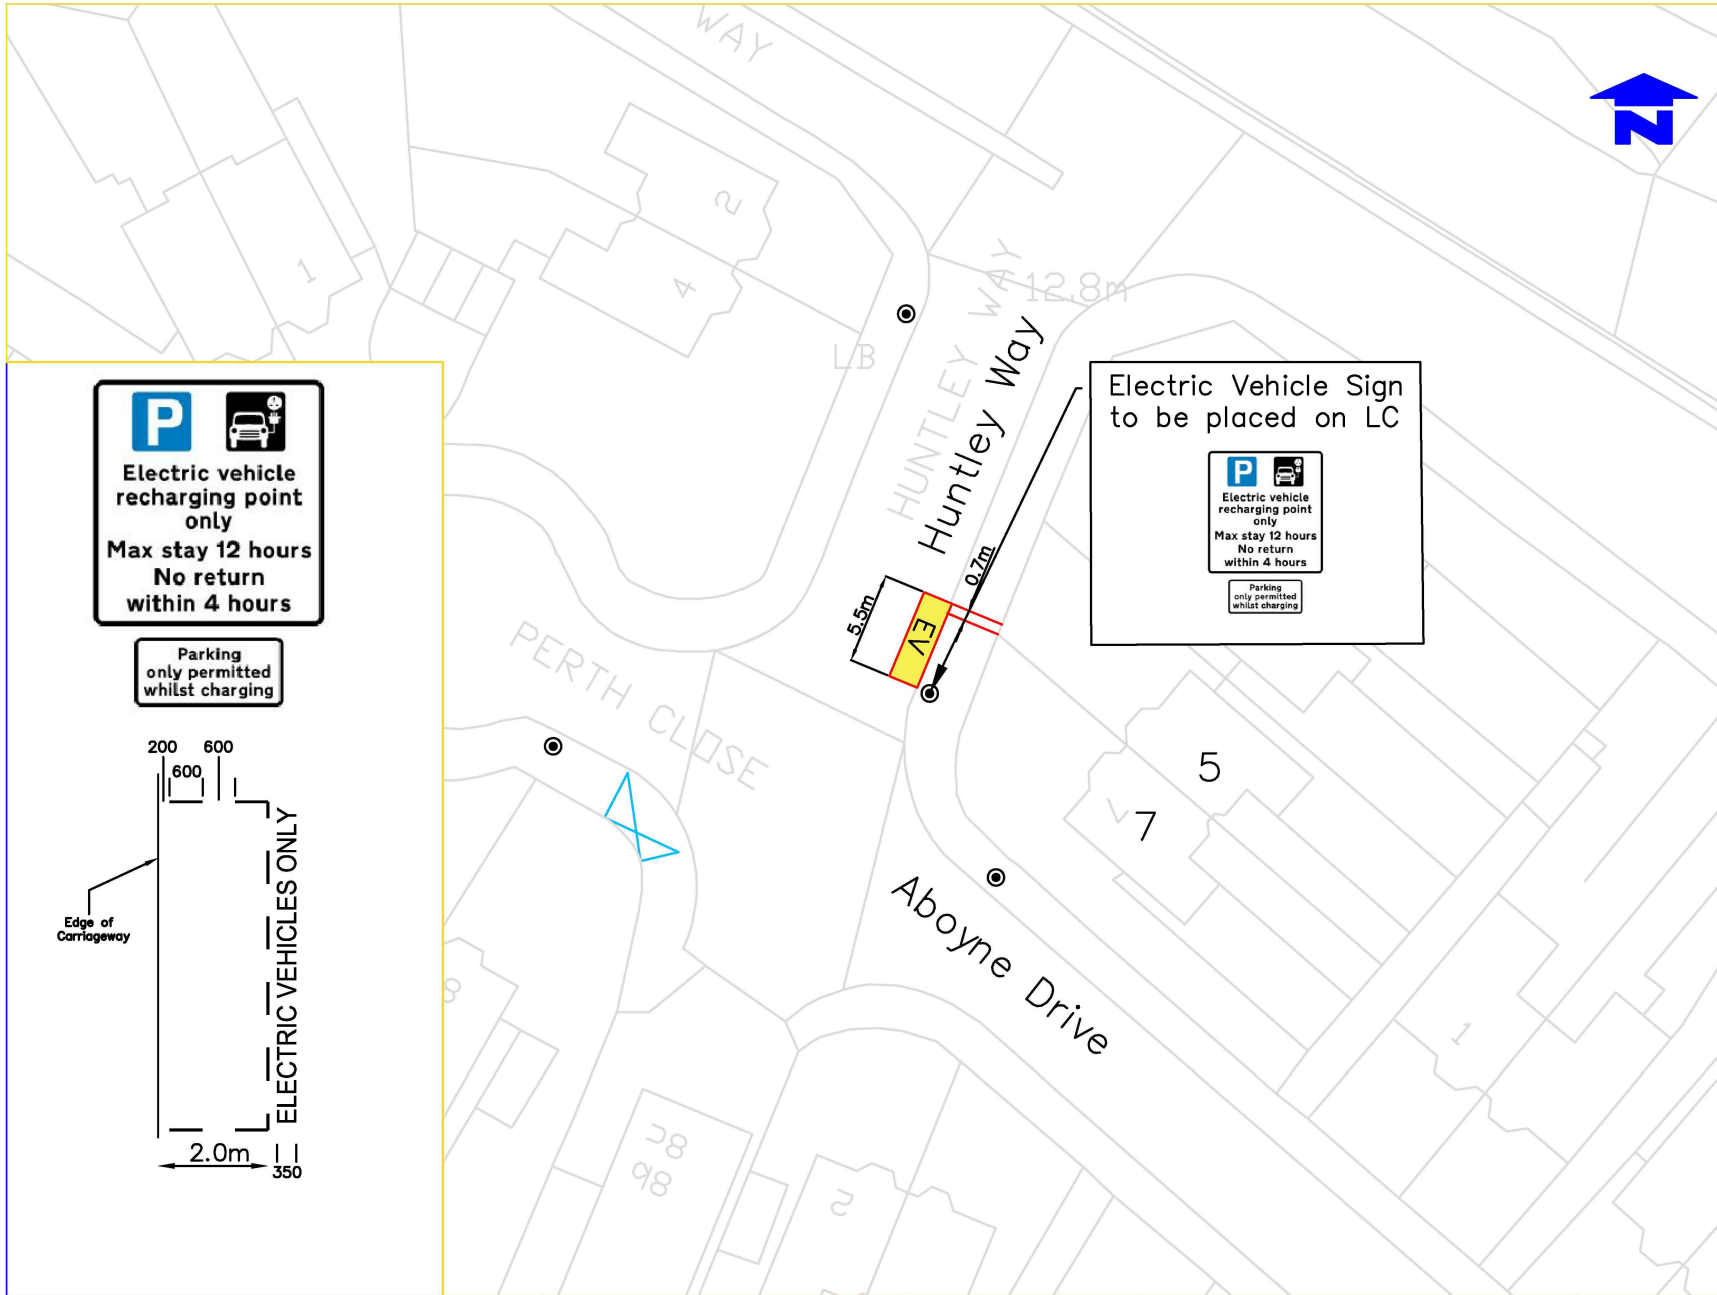 WAY
N
1
2
4
LB
HUNTLEY WAY
12.8m
Huntley Way
P
Electric vehicle
recharging point
only
Max stay 12 hours
No return
within 4 hours
Parking
only permitted
whilst charging
200
600
600
Edge of
Carriageway
ELECTRIC VEHICLES ONLY
2.0m
350
Electric Vehicle Sign
to be placed on LC
P
Electric vehicle
recharging point
only
Max stay 12 hours
No return
within 4 hours
Parking
only permitted
whilst charging
0.7m
5.5m
EV
PERTH CLOSE
5
7
7
Aboyne Drive
8
1
98
2